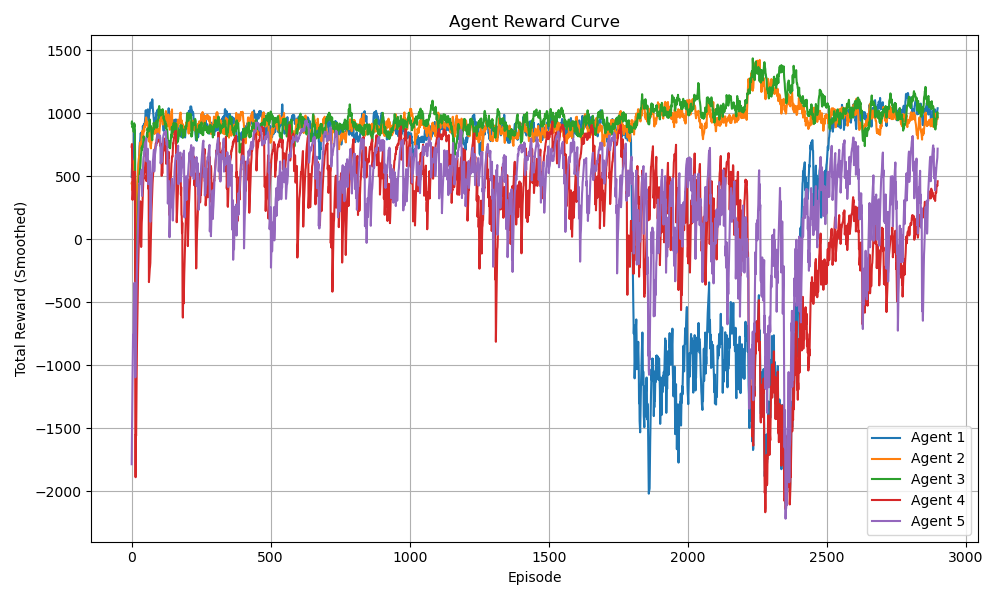 Agent Reward Curve
Total Reward (Smoothed)
1500
1000
500
0
−500
−1000
−1500
−2000
0
500
1000
1500
2000
2500
3000
Episode
Agent 1
Agent 2
Agent 3
Agent 4
Agent 5